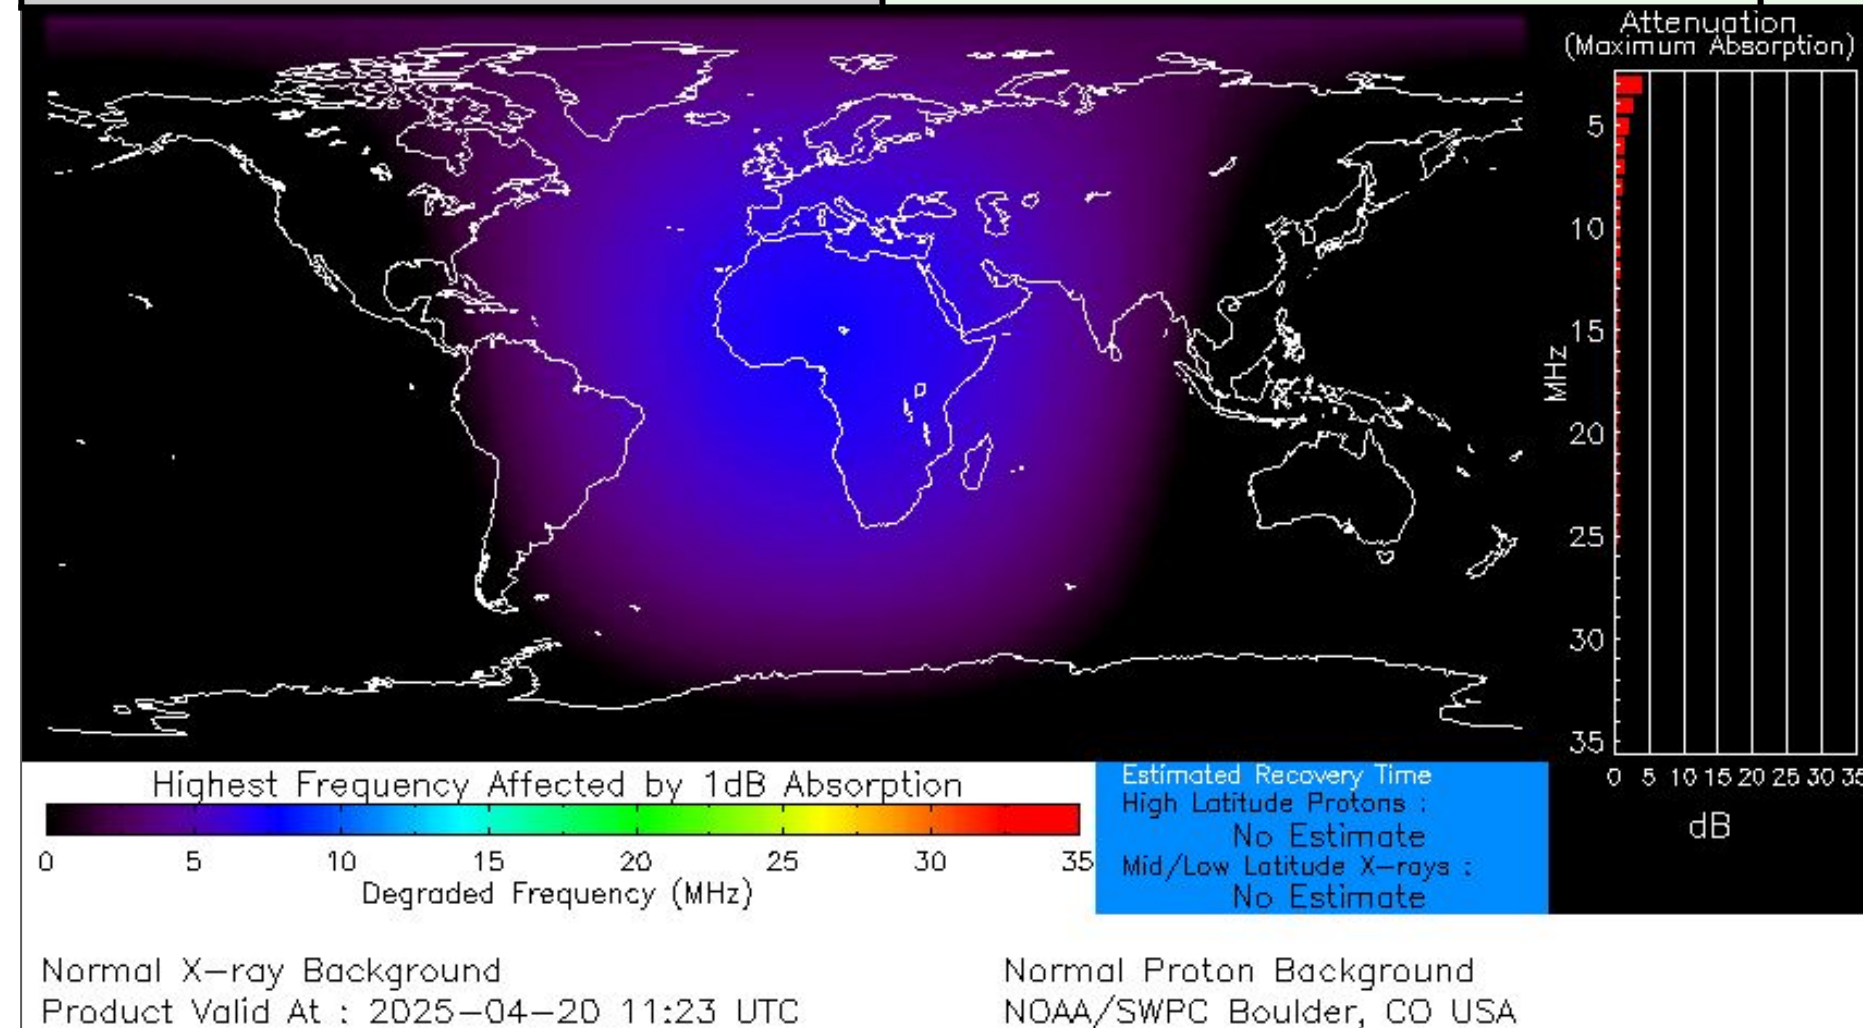 Attenuation
(Maximum Absorption)
5
10
15
20
25
30
35
MHz
0 5 10 15 20 25 30 35
dB
Highest Frequency Affected by 1dB Absorption
0 5 10 15 20 25 30 35
Degraded Frequency (MHz)
Estimated Recovery Time
High Latitude Protons :
No Estimate
Mid/Low Latitude X-rays :
No Estimate
Normal X-ray Background
Normal Proton Background
Product Valid At : 2025-04-20 11:23 UTC
NOAA/SWPC Boulder, CO USA